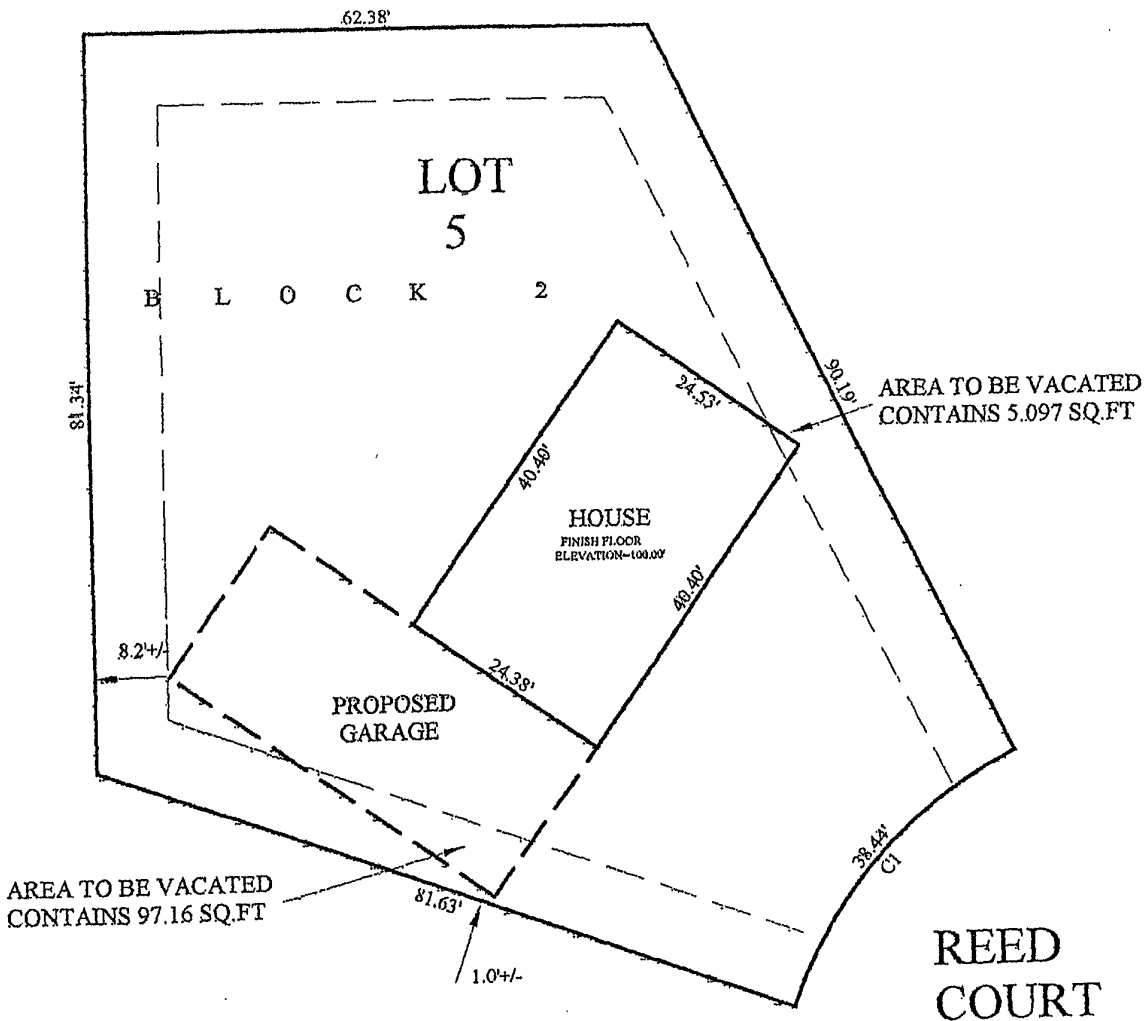 62.38'
LOT
5
B L O C K 2
81.34'
90.19'
AREA TO BE VACATED
CONTAINS 5.097 SQ.FT
24.53'
40.40'
HOUSE
FINISH FLOOR
ELEVATION=100.00'
40.40'
8.2'+/-
24.38'
PROPOSED
GARAGE
38.44'
C1
AREA TO BE VACATED
CONTAINS 97.16 SQ.FT
81.63'
1.0'+/-
REED
COURT